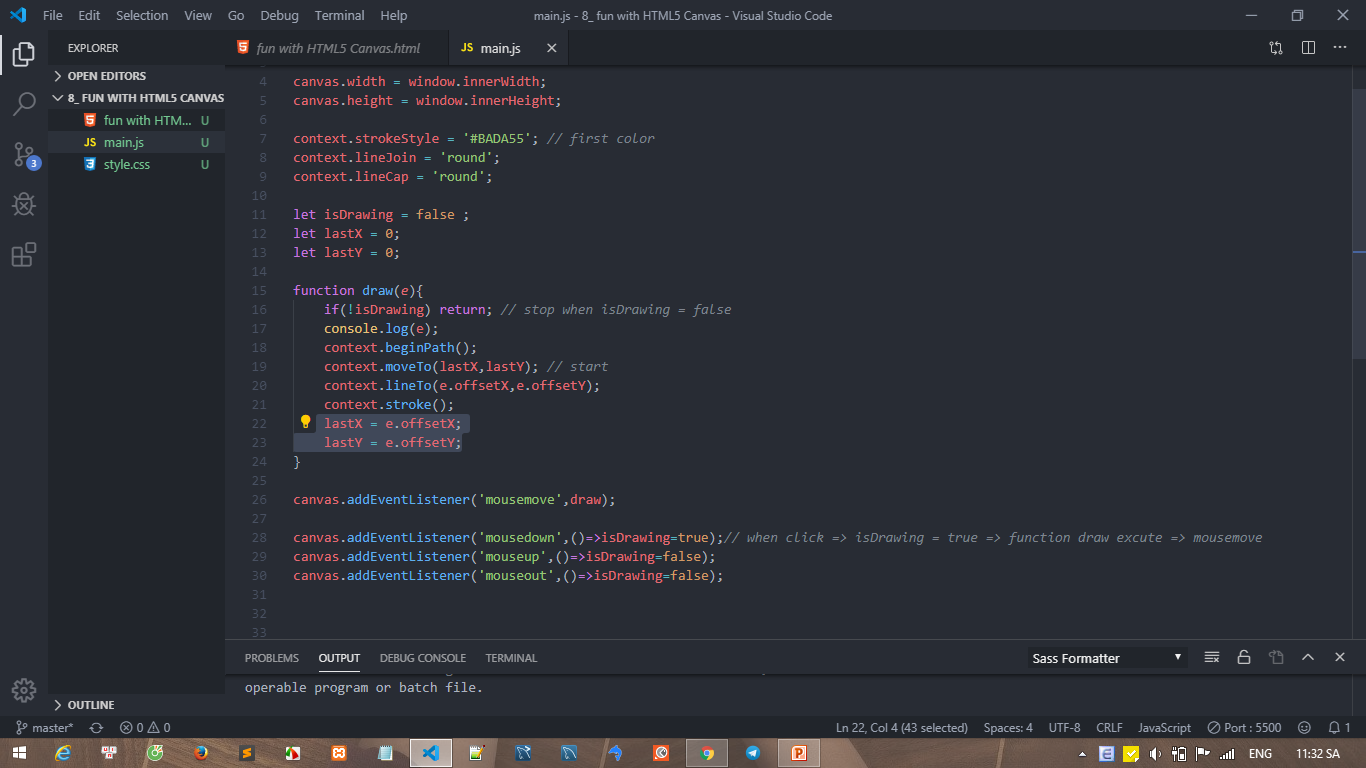 File Edit Selection View Go Debug Terminal Help main.js - 8_ fun with HTML5 Canvas - Visual Studio Code
EXPLORER
fun with HTML5 Canvas.html
JS main.js
OPEN EDITORS
8_ FUN WITH HTML5 CANVAS
fun with HTM... U
JS main.js U
style.css U
3
4 canvas.width = window.innerWidth;
5 canvas.height = window.innerHeight;
6
7 context.strokeStyle = '#BADA55'; // first color
8 context.lineJoin = 'round';
9 context.lineCap = 'round';
10
11 let isDrawing = false ;
12 let lastX = 0;
13 let lastY = 0;
14
15 function draw(e){
16 if(!isDrawing) return; // stop when isDrawing = false
17 console.log(e);
18 context.beginPath();
19 context.moveTo(lastX,lastY); // start
20 context.lineTo(e.offsetX,e.offsetY);
21 context.stroke();
22 lastX = e.offsetX;
23 lastY = e.offsetY;
24 }
25
26 canvas.addEventListener('mousemove',draw);
27
28 canvas.addEventListener('mousedown',()=>isDrawing=true);// when click => isDrawing = true => function draw excute => mousemove
29 canvas.addEventListener('mouseup',()=>isDrawing=false);
30 canvas.addEventListener('mouseout',()=>isDrawing=false);
31
32
33
PROBLEMS OUTPUT DEBUG CONSOLE TERMINAL Sass Formatter
operable program or batch file.
OUTLINE
master* 0 0 Ln 22, Col 4 (43 selected) Spaces: 4 UTF-8 CRLF JavaScript Port : 5500 1
ENG 11:32 SA